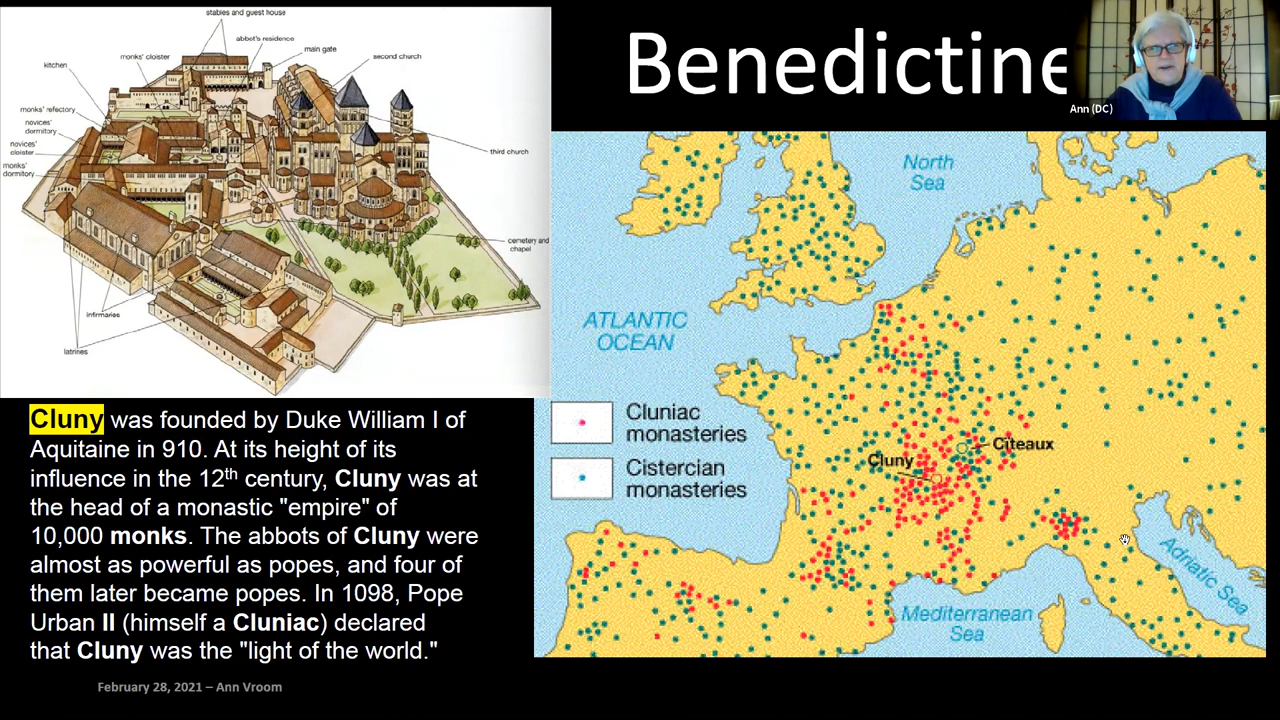 stables and guest house
abbot's residence
main gate
monks' cloister
second church
kitchen
monks' refectory
novices'
dormitory
third church
novices'
cloister
monks'
dormitory
cemetery and
chapel
infirmaries
latrines
Benedictine
Ann (DC)
North
Sea
ATLANTIC
OCEAN
Cluniac
monasteries
Cistercian
monasteries
Cluny
Citeaux
Adriatic Sea
Mediterranean
Sea
Cluny was founded by Duke William I of
Aquitaine in 910. At its height of its
influence in the 12th century, Cluny was at
the head of a monastic "empire" of
10,000 monks. The abbots of Cluny were
almost as powerful as popes, and four of
them later became popes. In 1098, Pope
Urban II (himself a Cluniac) declared
that Cluny was the "light of the world."
February 28, 2021 – Ann Vroom